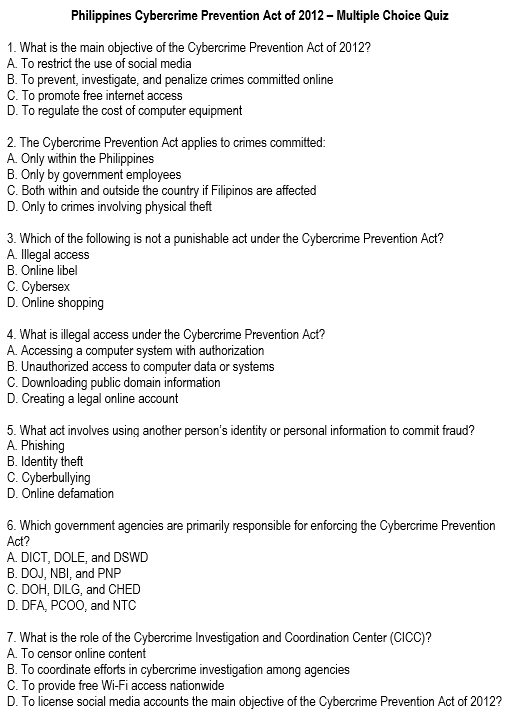 Philippines Cybercrime Prevention Act of 2012 – Multiple Choice Quiz
1. What is the main objective of the Cybercrime Prevention Act of 2012?
A. To restrict the use of social media
B. To prevent, investigate, and penalize crimes committed online
C. To promote free internet access
D. To regulate the cost of computer equipment
2. The Cybercrime Prevention Act applies to crimes committed:
A. Only within the Philippines
B. Only by government employees
C. Both within and outside the country if Filipinos are affected
D. Only to crimes involving physical theft
3. Which of the following is not a punishable act under the Cybercrime Prevention Act?
A. Illegal access
B. Online libel
C. Cybersex
D. Online shopping
4. What is illegal access under the Cybercrime Prevention Act?
A. Accessing a computer system with authorization
B. Unauthorized access to computer data or systems
C. Downloading public domain information
D. Creating a legal online account
5. What act involves using another person’s identity or personal information to commit fraud?
A. Phishing
B. Identity theft
C. Cyberbullying
D. Online defamation
6. Which government agencies are primarily responsible for enforcing the Cybercrime Prevention
Act?
A. DICT, DOLE, and DSWD
B. DOJ, NBI, and PNP
C. DOH, DILG, and CHED
D. DFA, PCOO, and NTC
7. What is the role of the Cybercrime Investigation and Coordination Center (CICC)?
A. To censor online content
B. To coordinate efforts in cybercrime investigation among agencies
C. To provide free Wi-Fi access nationwide
D. To license social media accounts the main objective of the Cybercrime Prevention Act of 2012?